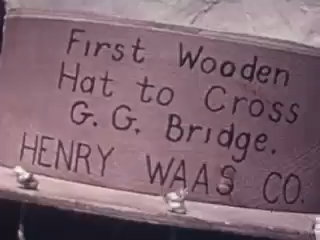 First Wooden
Hat to Cross
G. G. Bridge.
HENRY WAAS CO.